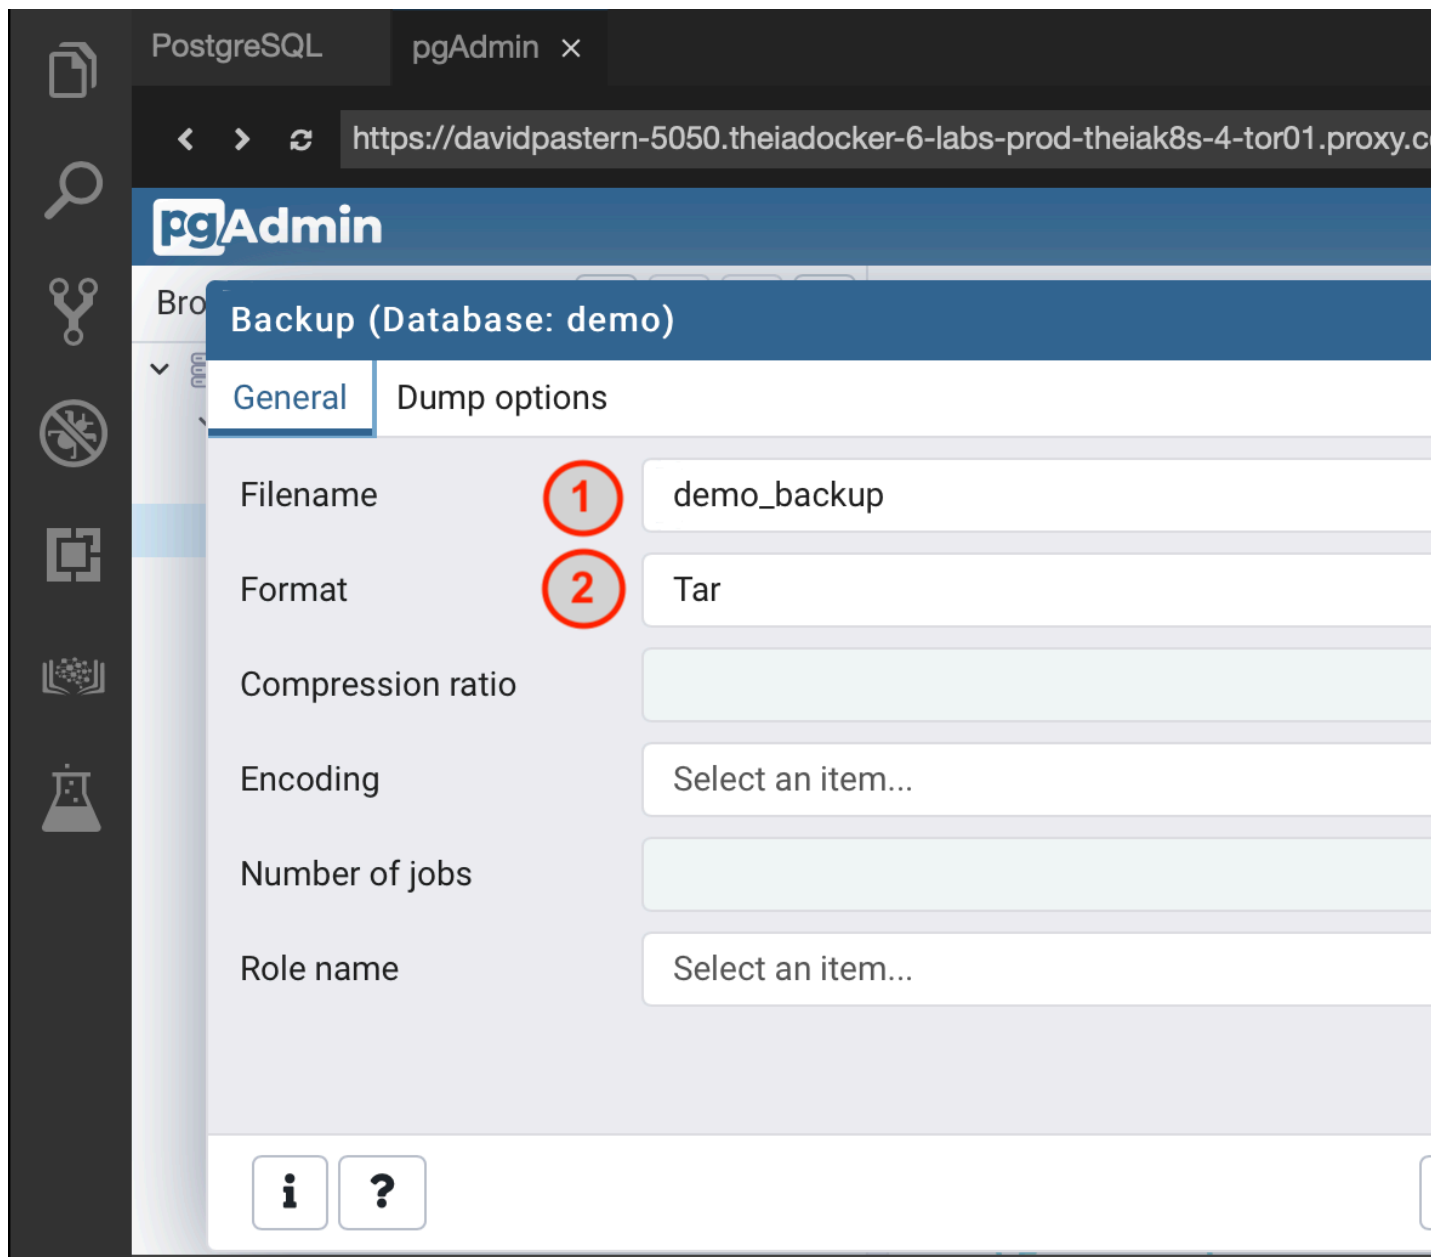 PostgreSQL pgAdmin ×
https://davidpastern-5050.theiadocker-6-labs-prod-theiak8s-4-tor01.proxy.c
pgAdmin
Bro
Backup (Database: demo)
General Dump options
Filename 1 demo_backup
Format 2 Tar
Compression ratio
Encoding Select an item...
Number of jobs
Role name Select an item...
i ?